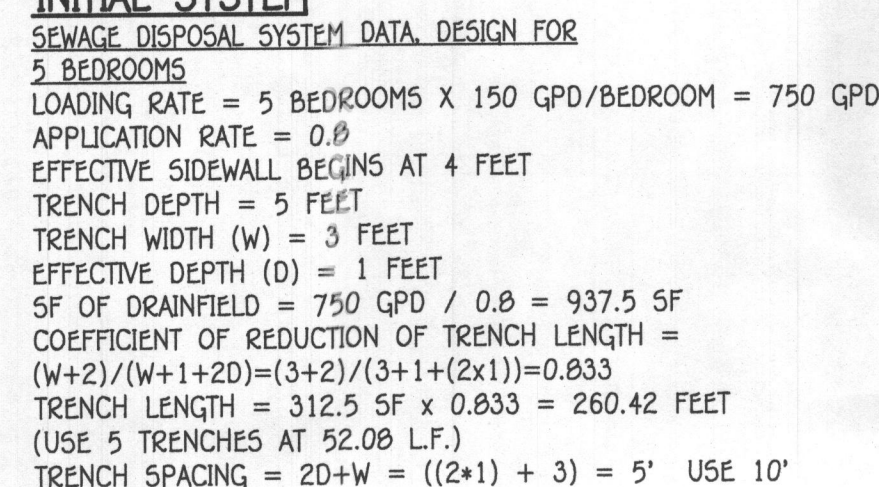 INITIAL SYSTEM
SEWAGE DISPOSAL SYSTEM DATA. DESIGN FOR
5 BEDROOMS
LOADING RATE = 5 BEDROOMS X 150 GPD/BEDROOM = 750 GPD
APPLICATION RATE = 0.8
EFFECTIVE SIDEWALL BEGINS AT 4 FEET
TRENCH DEPTH = 5 FEET
TRENCH WIDTH (W) = 3 FEET
EFFECTIVE DEPTH (D) = 1 FEET
SF OF DRAINFIELD = 750 GPD / 0.8 = 937.5 SF
COEFFICIENT OF REDUCTION OF TRENCH LENGTH =
(W+2)/(W+1+2D)=(3+2)/(3+1+(2x1))=0.833
TRENCH LENGTH = 312.5 SF x 0.833 = 260.42 FEET
(USE 5 TRENCHES AT 52.08 L.F.)
TRENCH SPACING = 2D+W = ((2*1) + 3) = 5' USE 10'